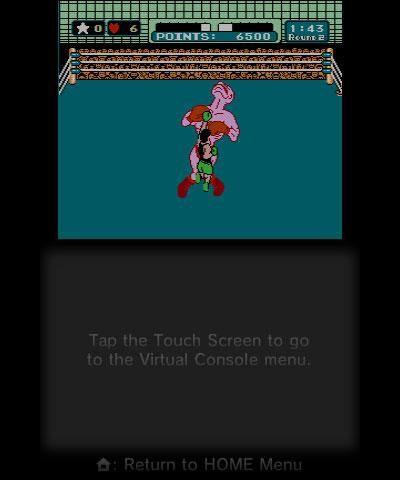 0 6 1:43
POINTS: 6500 Round 2
Tap the Touch Screen to go
to the Virtual Console menu.
: Return to HOME Menu